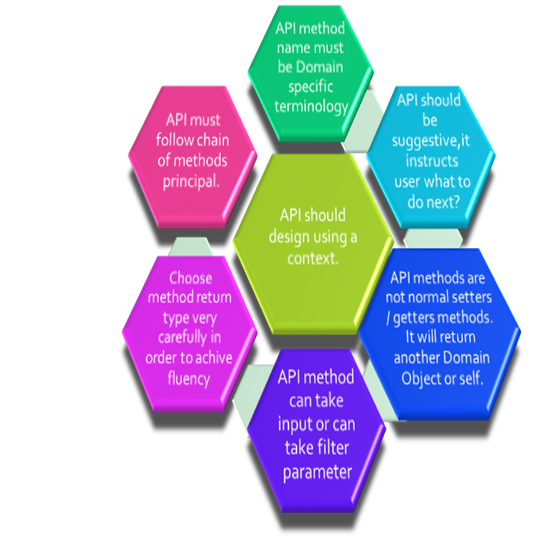 API method
name must
be Domain
specific
terminology
API should
be
suggestive,it
instructs
user what to
do next?
API must
follow chain
of methods
principal.
API should
design using a
context.
API methods are
not normal setters
/ getters methods.
It will return
another Domain
Object or self.
Choose
method return
type very
carefully in
order to achive
fluency
API method
can take
input or can
take filter
parameter